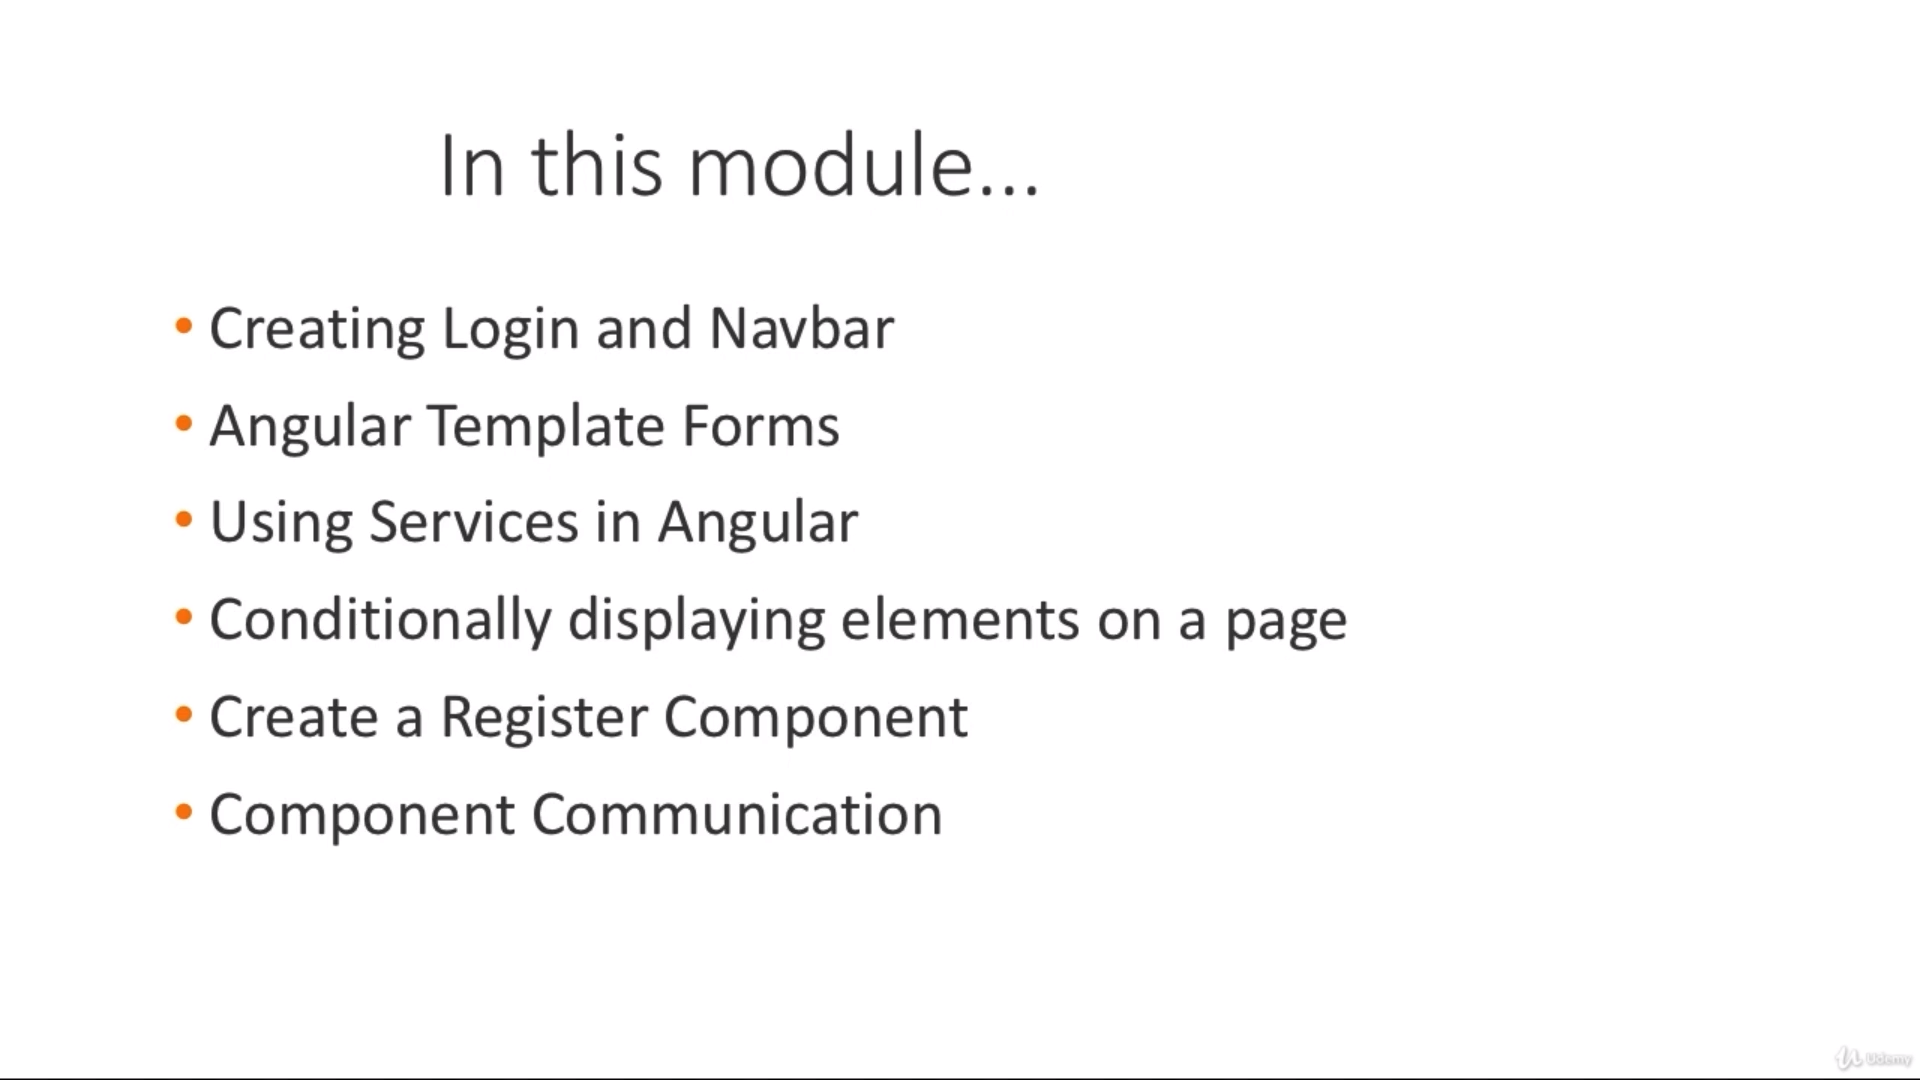 In this module...
• Creating Login and Navbar
• Angular Template Forms
• Using Services in Angular
• Conditionally displaying elements on a page
• Create a Register Component
• Component Communication
Udemy